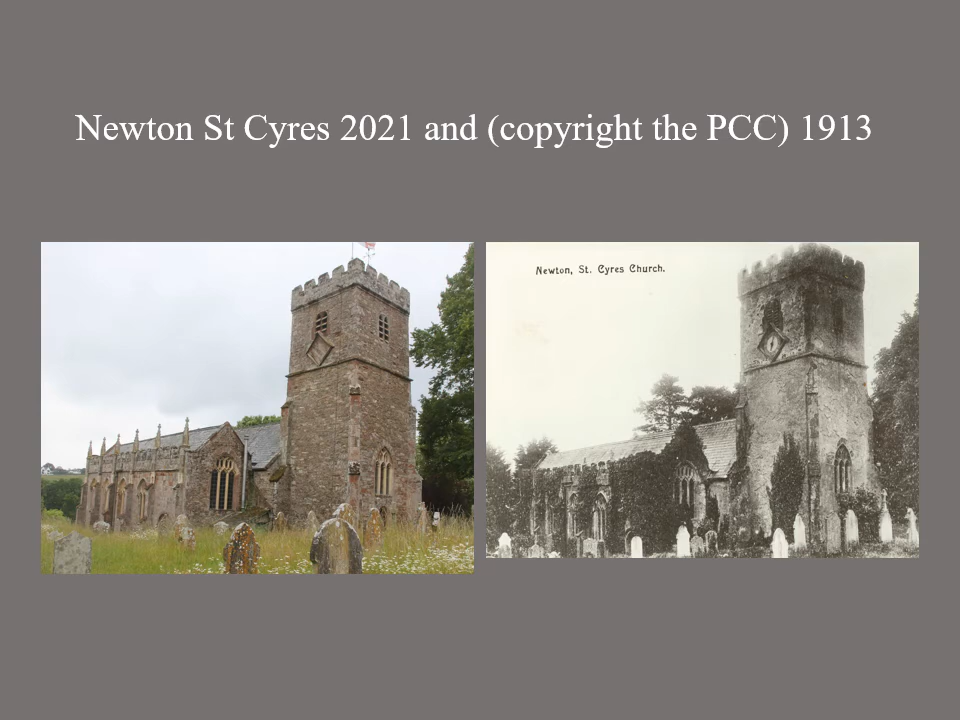 Newton St Cyres 2021 and (copyright the PCC) 1913
Newton, St. Cyres Church.